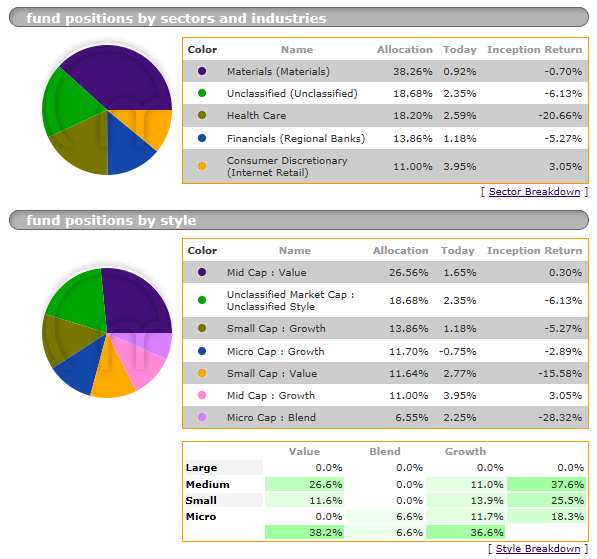 fund positions by sectors and industries
Color Name Allocation Today Inception Return
Materials (Materials) 38.26% 0.92% -0.70%
Unclassified (Unclassified) 18.68% 2.35% -6.13%
Health Care 18.20% 2.59% -20.66%
Financials (Regional Banks) 13.86% 1.18% -5.27%
Consumer Discretionary
(Internet Retail) 11.00% 3.95% 3.05%
[ Sector Breakdown ]
fund positions by style
Color Name Allocation Today Inception Return
Mid Cap : Value 26.56% 1.65% 0.30%
Unclassified Market Cap :
Unclassified Style 18.68% 2.35% -6.13%
Small Cap : Growth 13.86% 1.18% -5.27%
Micro Cap : Growth 11.70% -0.75% -2.89%
Small Cap : Value 11.64% 2.77% -15.58%
Mid Cap : Growth 11.00% 3.95% 3.05%
Micro Cap : Blend 6.55% 2.25% -28.32%
Value Blend Growth
Large 0.0% 0.0% 0.0% 0.0%
Medium 26.6% 0.0% 11.0% 37.6%
Small 11.6% 0.0% 13.9% 25.5%
Micro 0.0% 6.6% 11.7% 18.3%
38.2% 6.6% 36.6%
[ Style Breakdown ]